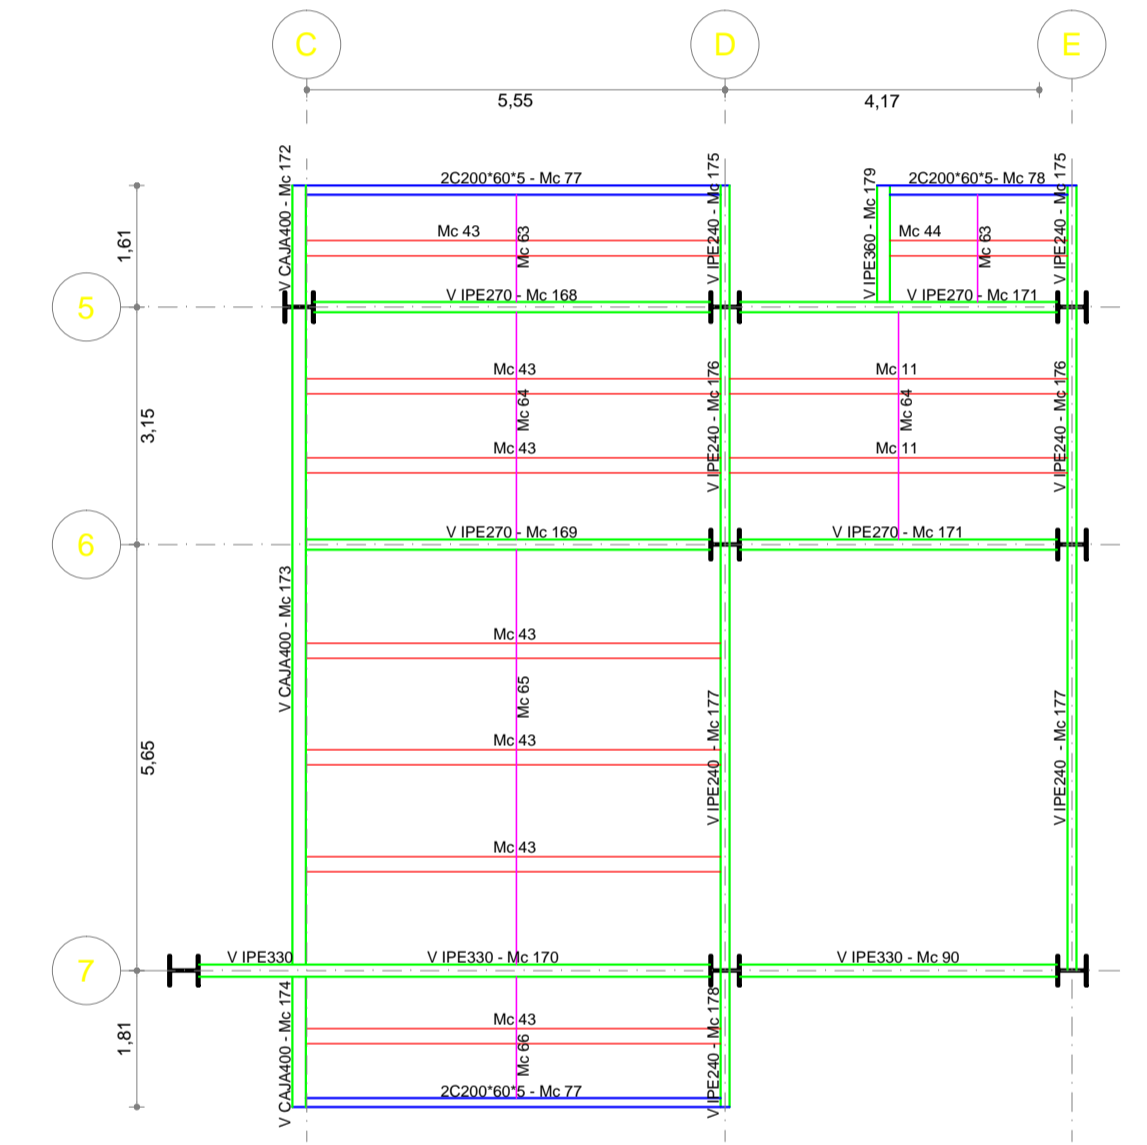 C
D
E
5,55
4,17
V CAJA400 - Mc 172
2C200*60*5 - Mc 77
V IPE240 - Mc 175
V IPE360 - Mc 179
2C200*60*5- Mc 78
V IPE240 - Mc 175
1,61
Mc 43
Mc 63
Mc 44
Mc 63
5
V IPE270 - Mc 168
V IPE270 - Mc 171
3,15
Mc 43
Mc 64
V IPE240 - Mc 176
Mc 11
Mc 64
V IPE240 - Mc 176
Mc 43
Mc 11
6
V IPE270 - Mc 169
V IPE270 - Mc 171
V CAJA400 - Mc 173
Mc 43
Mc 65
V IPE240 - Mc 177
V IPE240 - Mc 177
5,65
Mc 43
Mc 43
7
V IPE330
V IPE330 - Mc 170
V IPE330 - Mc 90
1,81
V CAJA400 - Mc 174
Mc 43
Mc 66
V IPE240 - Mc 178
2C200*60*5 - Mc 77